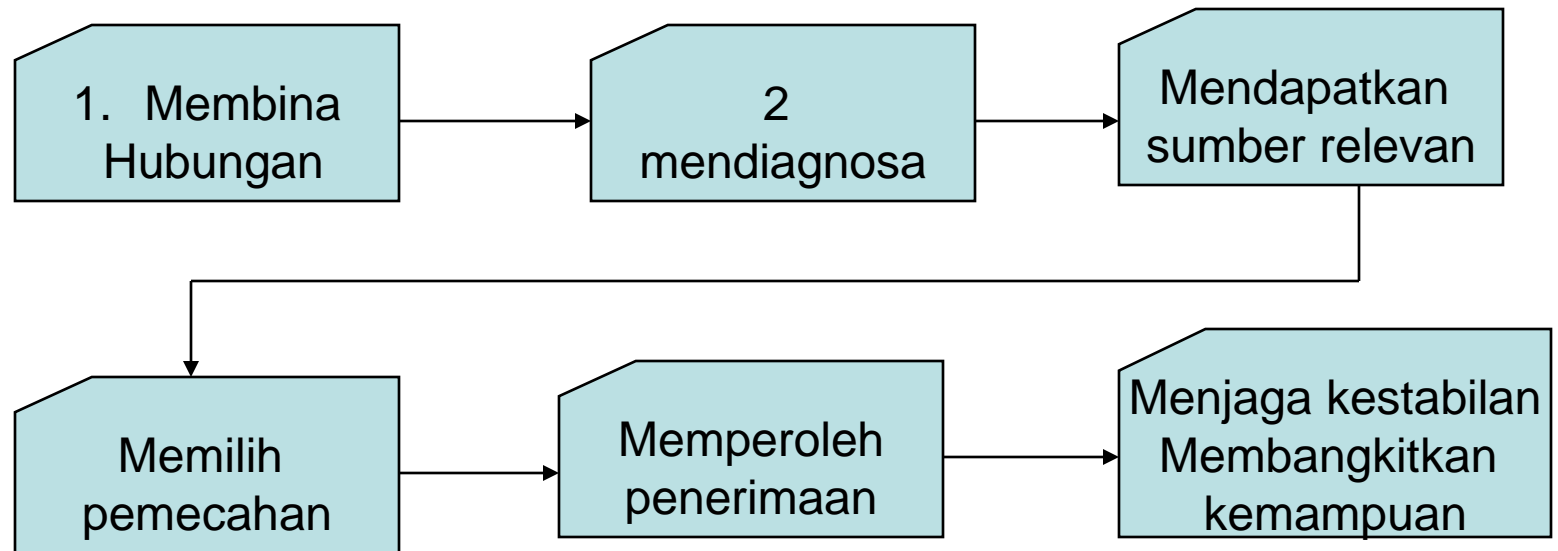 1. Membina
Hubungan
2
mendiagnosa
Mendapatkan
sumber relevan
Memilih
pemecahan
Memperoleh
penerimaan
Menjaga kestabilan
Membangkitkan
kemampuan